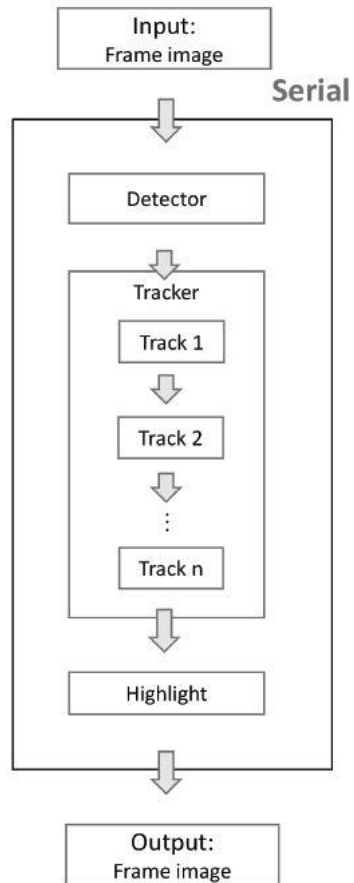 Input:
Frame image
Serial
Detector
Tracker
Track 1
Track 2
⋮
Track n
Highlight
Output:
Frame image